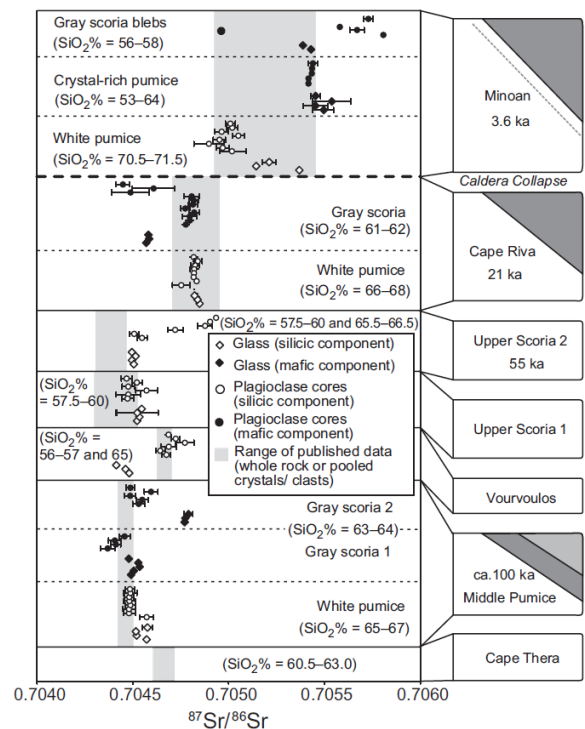 Gray scoria blebs
(SiO2% = 56–58)
Crystal-rich pumice
(SiO2% = 53–64)
White pumice
(SiO2% = 70.5–71.5)
Minoan
3.6 ka
Caldera Collapse
Gray scoria
(SiO2% = 61–62)
White pumice
(SiO2% = 66–68)
Cape Riva
21 ka
(SiO2% = 57.5–60 and 65.5–66.5)
Upper Scoria 2
55 ka
Glass (silicic component)
Glass (mafic component)
Plagioclase cores
(silicic component)
Plagioclase cores
(mafic component)
Range of published data
(whole rock or pooled
crystals/ clasts)
(SiO2%
= 57.5–60)
Upper Scoria 1
(SiO2% =
56–57 and 65)
Vourvoulos
Gray scoria 2
(SiO2% = 63–64)
Gray scoria 1
White pumice
(SiO2% = 65–67)
ca.100 ka
Middle Pumice
(SiO2% = 60.5–63.0)
Cape Thera
0.7040 0.7045 0.7050 0.7055 0.7060
87Sr/86Sr